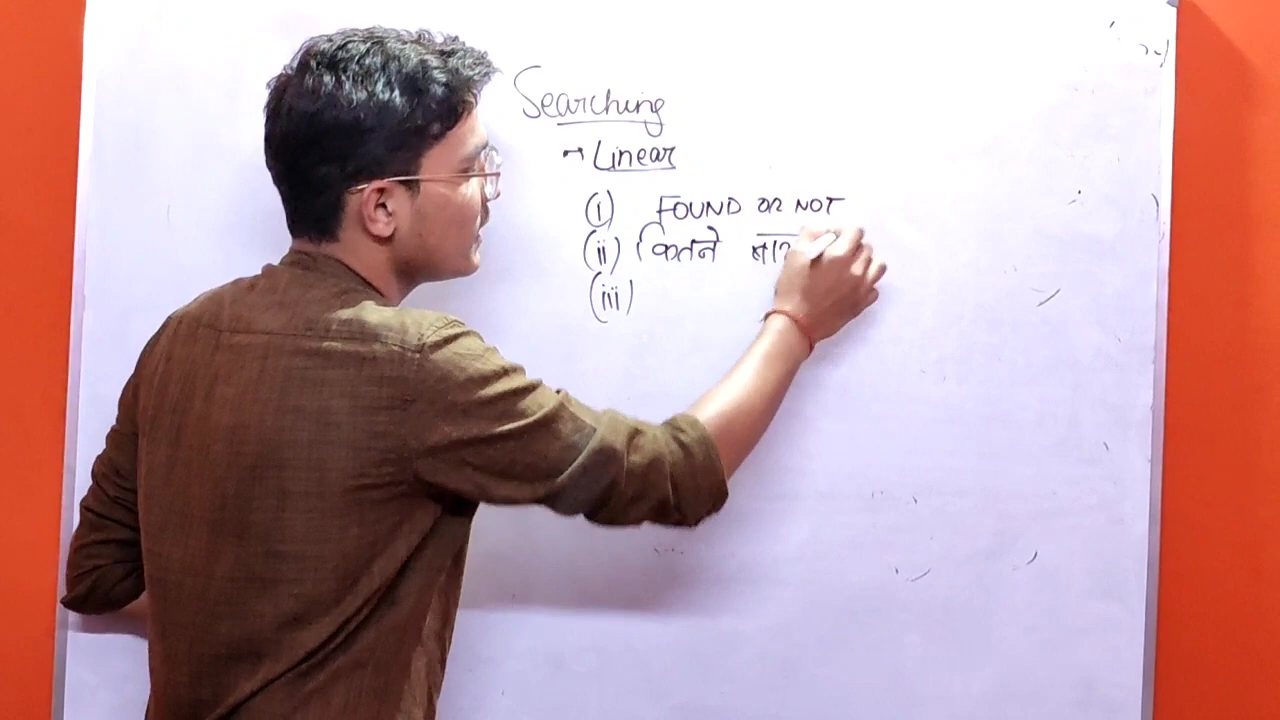 Searching
→ Linear
(i) FOUND OR NOT
(ii) कितने बार
(iii)